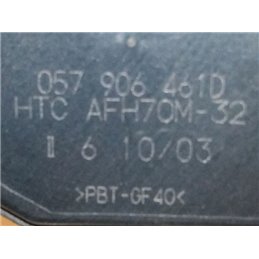 057 906 461D
HTC AFH70M-32
II 6 10/03
>PBT-GF40<